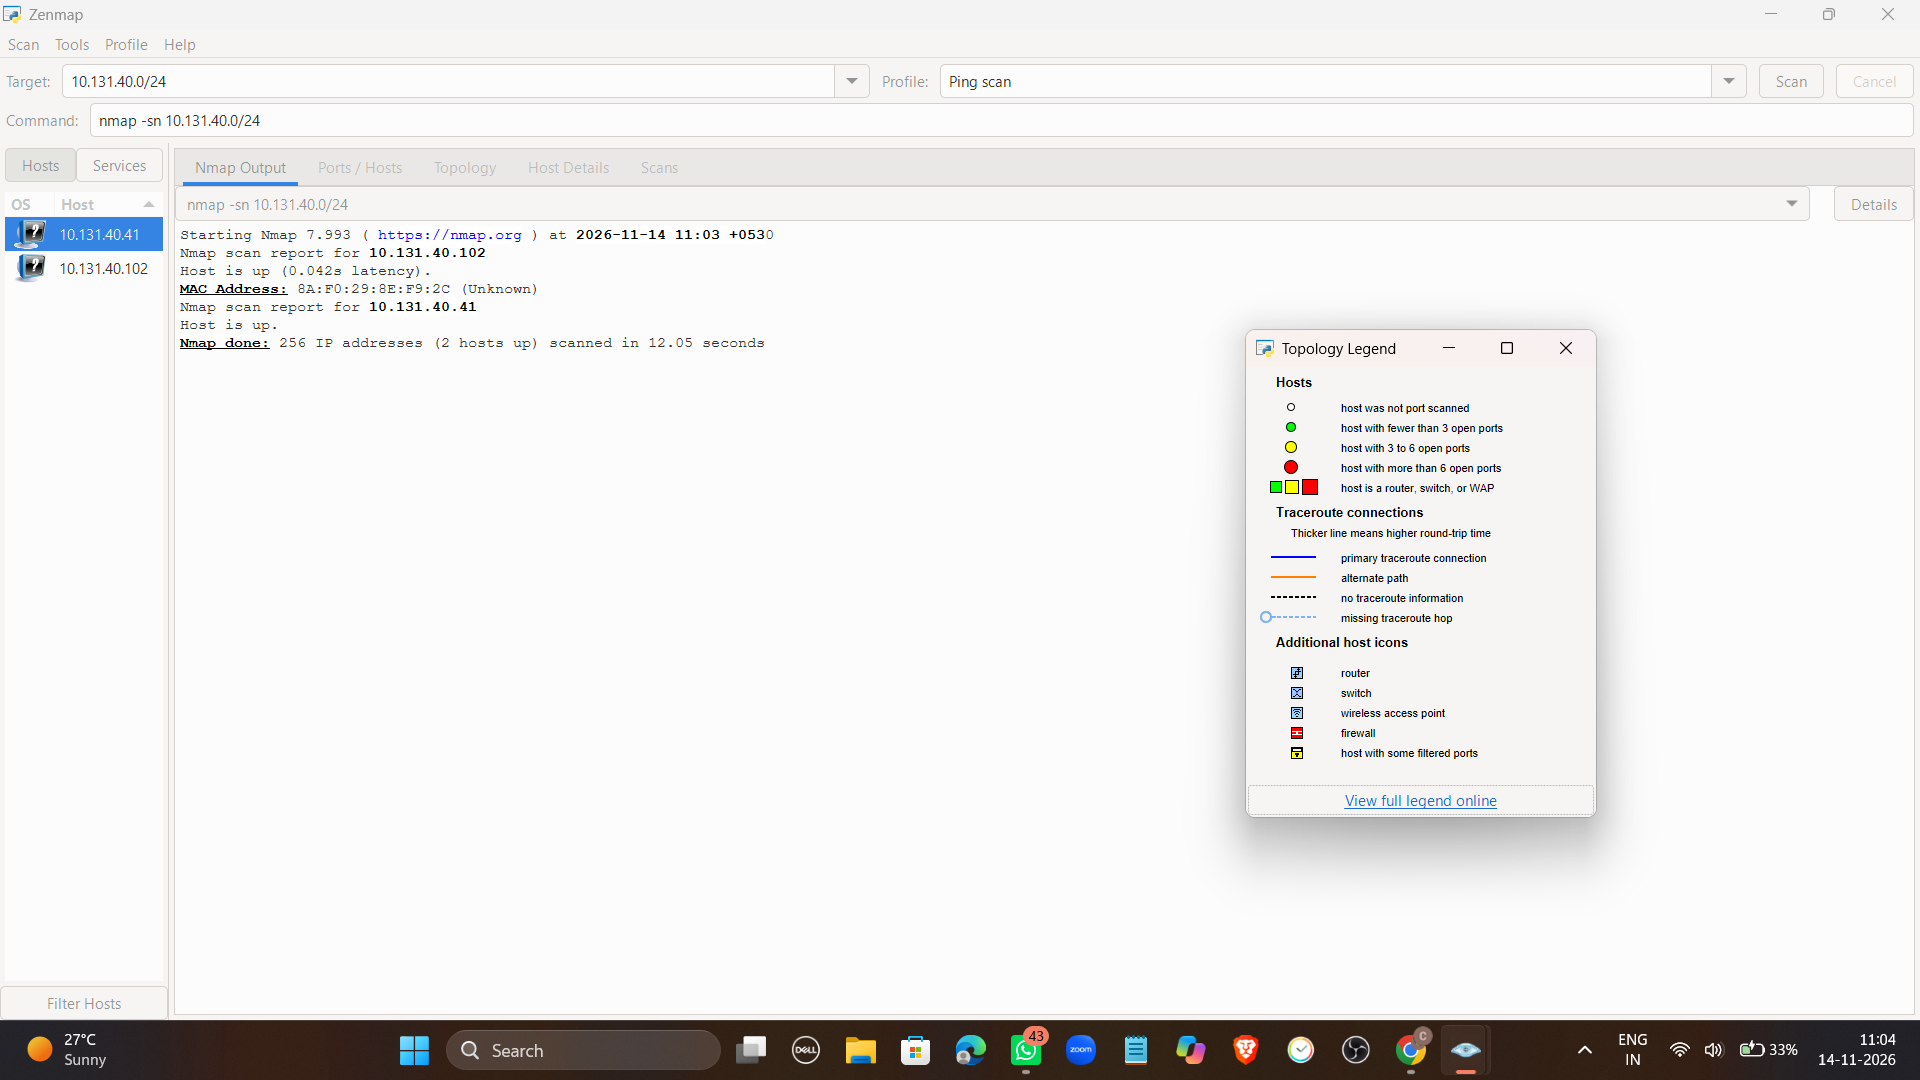 Zenmap
Scan Tools Profile Help
Target: 10.131.40.0/24 Profile: Ping scan Scan Cancel
Command: nmap -sn 10.131.40.0/24
Hosts Services
OS Host
10.131.40.41
10.131.40.102
Filter Hosts
Nmap Output Ports / Hosts Topology Host Details Scans
nmap -sn 10.131.40.0/24 Details
Starting Nmap 7.993 ( https://nmap.org ) at 2026-11-14 11:03 +0530
Nmap scan report for 10.131.40.102
Host is up (0.042s latency).
MAC Address: 8A:F0:29:8E:F9:2C (Unknown)
Nmap scan report for 10.131.40.41
Host is up.
Nmap done: 256 IP addresses (2 hosts up) scanned in 12.05 seconds
Topology Legend
Hosts
host was not port scanned
host with fewer than 3 open ports
host with 3 to 6 open ports
host with more than 6 open ports
host is a router, switch, or WAP
Traceroute connections
Thicker line means higher round-trip time
primary traceroute connection
alternate path
no traceroute information
missing traceroute hop
Additional host icons
router
switch
wireless access point
firewall
host with some filtered ports
View full legend online
27°C
Sunny
Search
DELL
43
zoom
C
ENG
IN
33%
11:04
14-11-2026